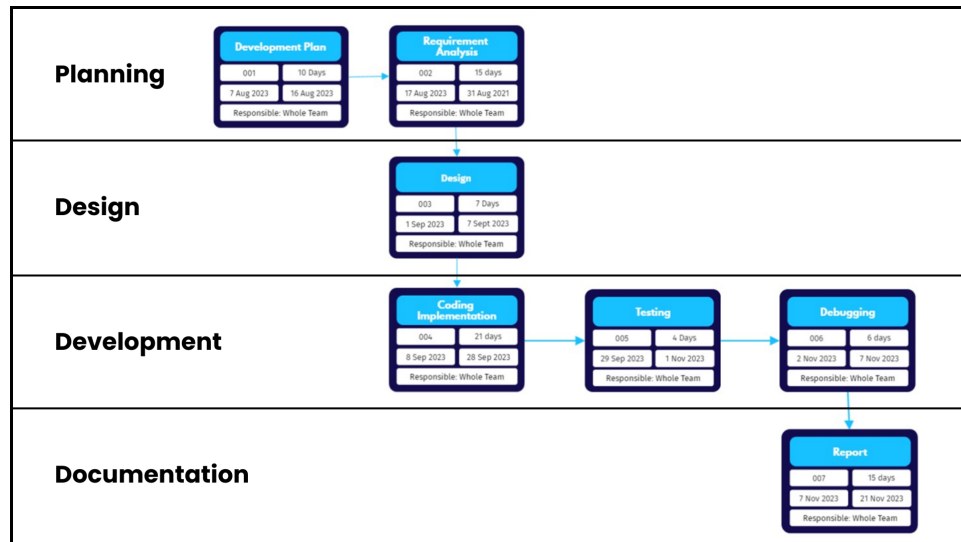 Planning
Development Plan
001 10 Days
7 Aug 2023 16 Aug 2023
Responsible: Whole Team
Requirement
Analysis
002 15 days
17 Aug 2023 31 Aug 2021
Responsible: Whole Team
Design
Design
003 7 Days
1 Sep 2023 7 Sept 2023
Responsible: Whole Team
Development
Coding
Implementation
004 21 days
8 Sep 2023 28 Sep 2023
Responsible: Whole Team
Testing
005 4 Days
29 Sep 2023 1 Nov 2023
Responsible: Whole Team
Debugging
006 6 days
2 Nov 2023 7 Nov 2023
Responsible: Whole Team
Documentation
Report
007 15 days
7 Nov 2023 21 Nov 2023
Responsible: Whole Team